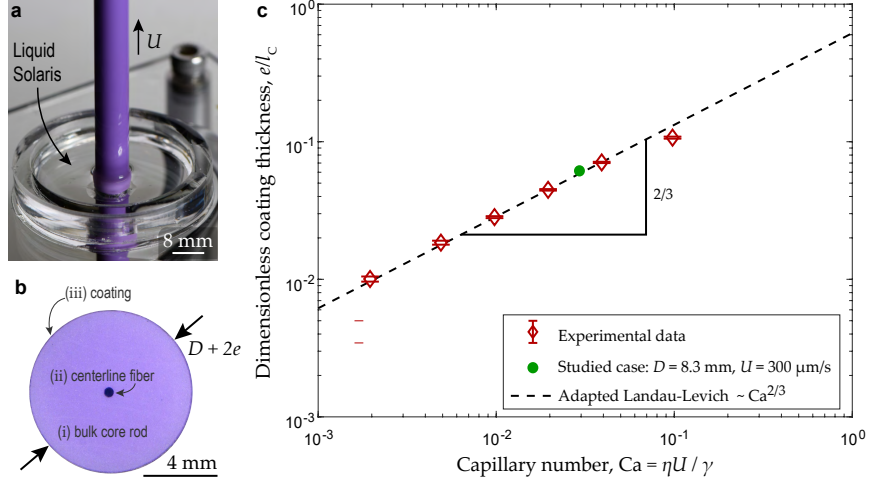 a
U
Liquid
Solaris
8 mm
b
(iii) coating
D + 2e
(ii) centerline fiber
(i) bulk core rod
4 mm
c
Dimensionless coating thickness, e/l_C
10^0
10^-1
10^-2
10^-3
2/3
Experimental data
Studied case: D = 8.3 mm, U = 300 μm/s
Adapted Landau-Levich ~ Ca^2/3
10^-3
10^-2
10^-1
10^0
Capillary number, Ca = ηU / γ